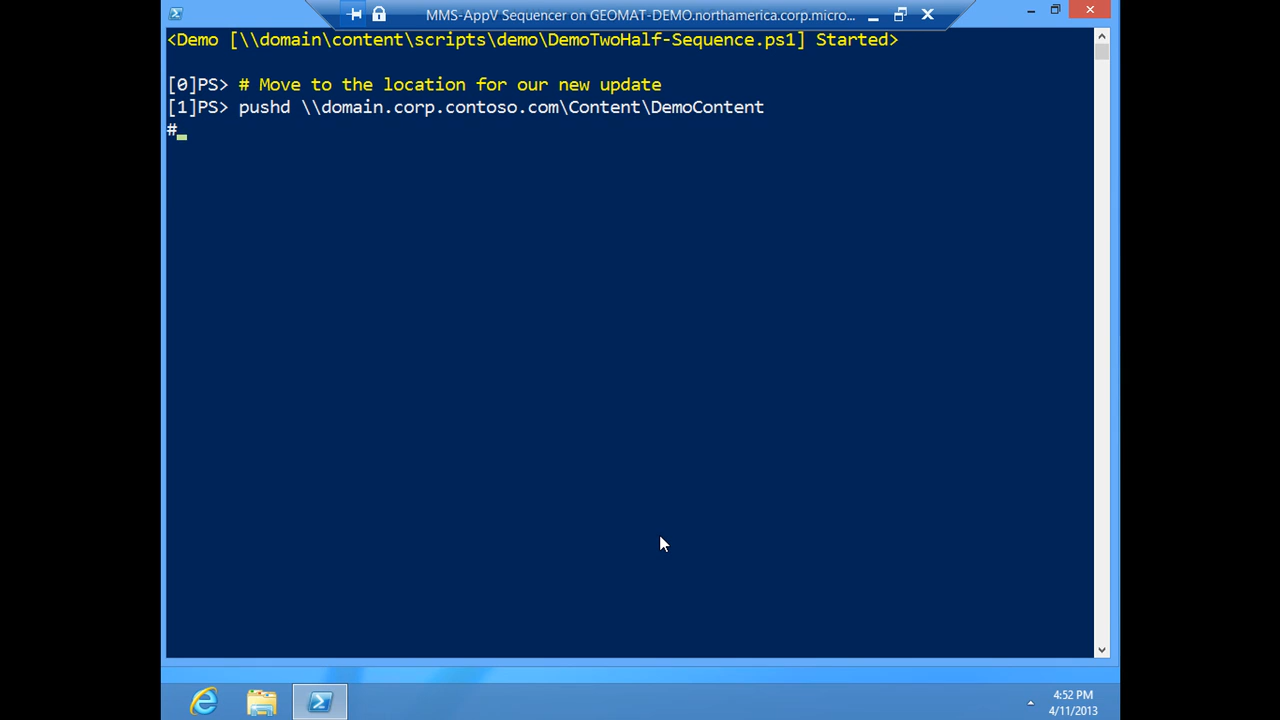 MMS-AppV Sequencer on GEOMAT-DEMO.northamerica.corp.micro...
<Demo [\\domain\content\scripts\demo\DemoTwoHalf-Sequence.ps1] Started>
[0]PS> # Move to the location for our new update
[1]PS> pushd \\domain.corp.contoso.com\Content\DemoContent
#_
4:52 PM
4/11/2013